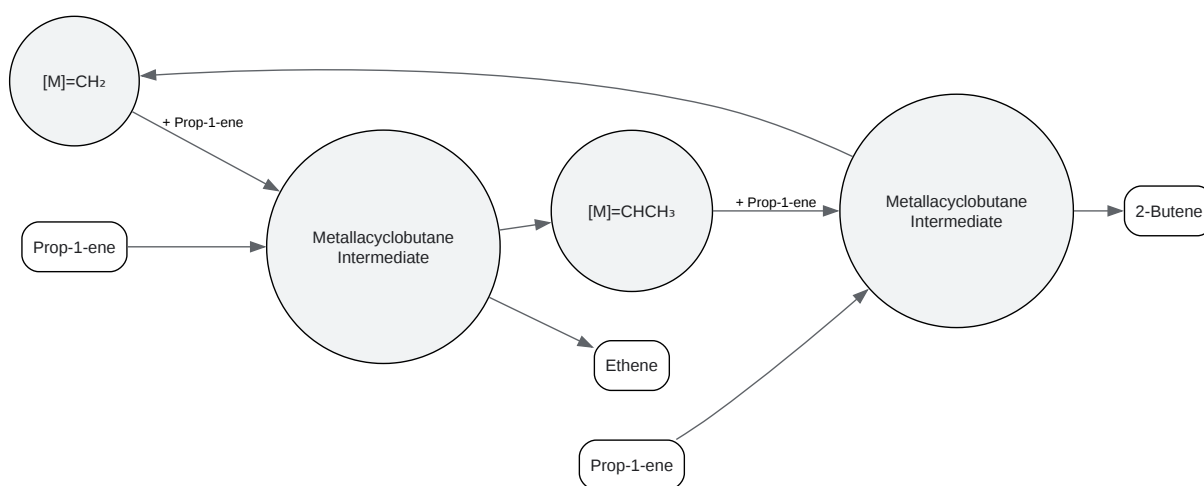 [M]=CH₂
+ Prop-1-ene
Prop-1-ene
Metallacyclobutane
Intermediate
[M]=CHCH₃
+ Prop-1-ene
Metallacyclobutane
Intermediate
2-Butene
Ethene
Prop-1-ene